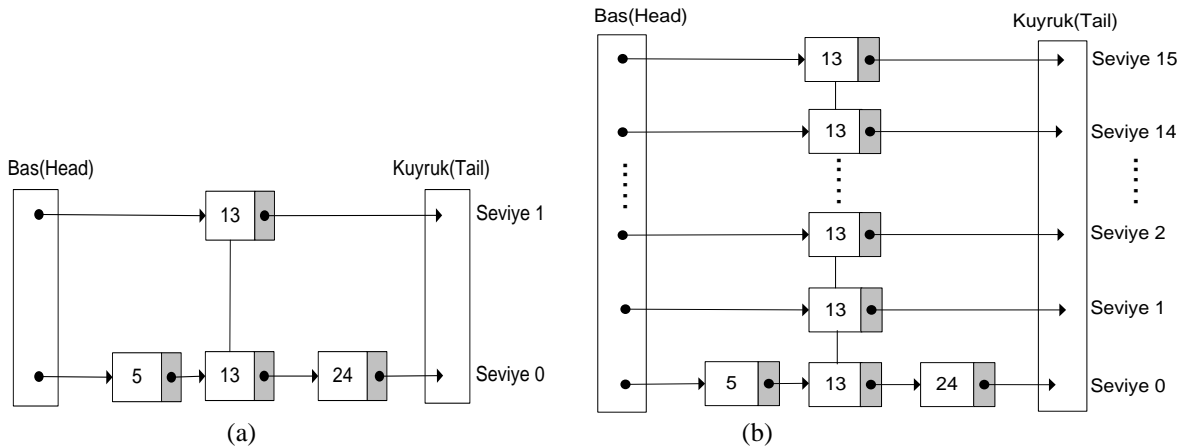 Bas(Head)
Kuyruk(Tail)
13
Seviye 1
5
13
24
Seviye 0
(a)
Bas(Head)
Kuyruk(Tail)
13
Seviye 15
13
Seviye 14
13
Seviye 2
13
Seviye 1
5
13
24
Seviye 0
(b)